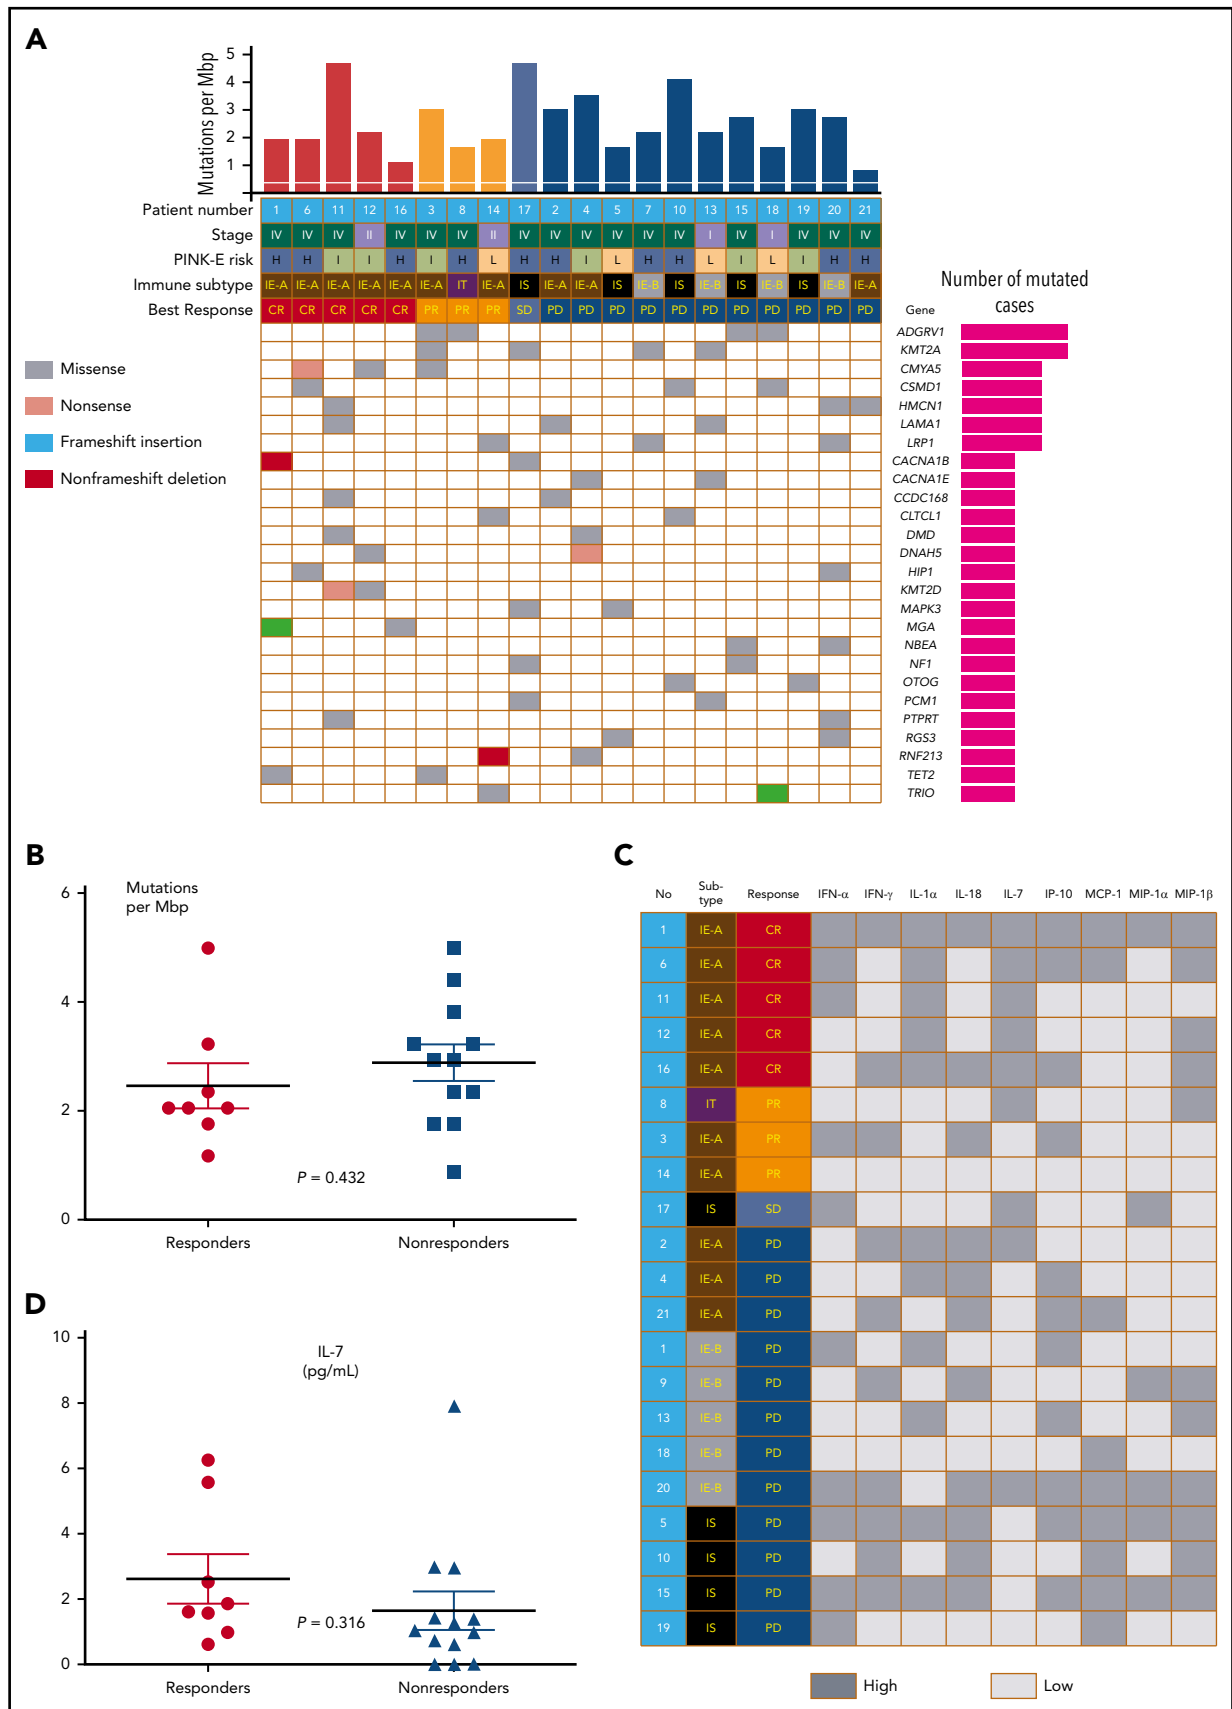 A
Mutations per Mbp
5
4
3
2
1
Patient number 1 6 11 12 16 3 8 14 17 2 4 5 7 10 13 15 18 19 20 21
Stage IV IV IV II IV IV IV II IV IV IV IV IV IV I IV I IV IV IV
PINK-E risk H H I I H I H L H H I L H H L I L I H H
Immune subtype IE-A IE-A IE-A IE-A IE-A IE-A IT IE-A IS IE-A IE-A IS IE-B IS IE-B IS IE-B IS IE-B IE-A
Best Response CR CR CR CR CR PR PR PR SD PD PD PD PD PD PD PD PD PD PD PD
Missense
Nonsense
Frameshift insertion
Nonframeshift deletion
Number of mutated
cases
Gene
ADGRV1
KMT2A
CMYA5
CSMD1
HMCN1
LAMA1
LRP1
CACNA1B
CACNA1E
CCDC168
CLTCL1
DMD
DNAH5
HIP1
KMT2D
MAPK3
MGA
NBEA
NF1
OTOG
PCM1
PTPRT
RGS3
RNF213
TET2
TRIO
B
Mutations
per Mbp
6
4
2
0
P = 0.432
Responders Nonresponders
C
No Sub- Response IFN-α IFN-γ IL-1α IL-18 IL-7 IP-10 MCP-1 MIP-1α MIP-1β
type
1 IE-A CR
6 IE-A CR
11 IE-A CR
12 IE-A CR
16 IE-A CR
8 IT PR
3 IE-A PR
14 IE-A PR
17 IS SD
2 IE-A PD
4 IE-A PD
21 IE-A PD
1 IE-B PD
9 IE-B PD
13 IE-B PD
18 IE-B PD
20 IE-B PD
5 IS PD
10 IS PD
15 IS PD
19 IS PD
High Low
D
IL-7
(pg/mL)
10
8
6
4
2
0
P = 0.316
Responders Nonresponders